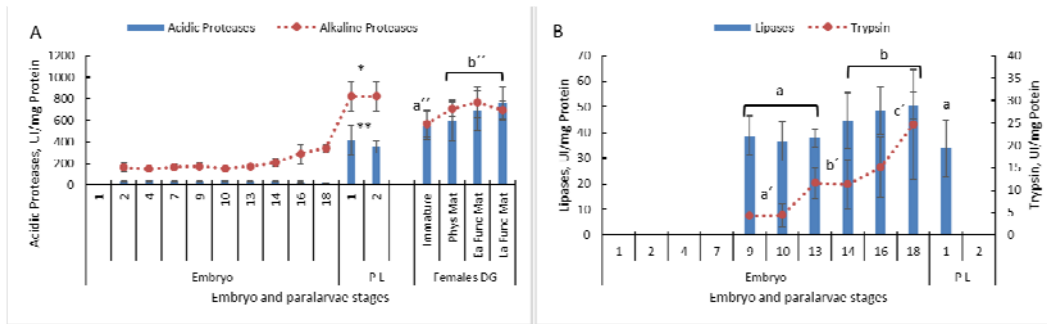 A
Acidic Proteases
Alkaline Proteases
Acidic Proteases, UI/mg Protein
1200
1000
800
600
400
200
0
*
**
a´´
b´´
1 2 4 7 9 10 13 14 16 18 1 2 Immature Phys Mat Ea Func Mat La Func Mat
Embryo P L Females DG
Embryo and paralarvae stages
B
Lipases
Trypsin
Lipases, UI/mg Protein
70
60
50
40
30
20
10
0
a
b
a
a´
b´
c´
40
35
30
25
20
15
10
5
0
Trypsin, UI/mg Protein
1 2 4 7 9 10 13 14 16 18 1 2
Embryo P L
Embryo and paralarvae stages